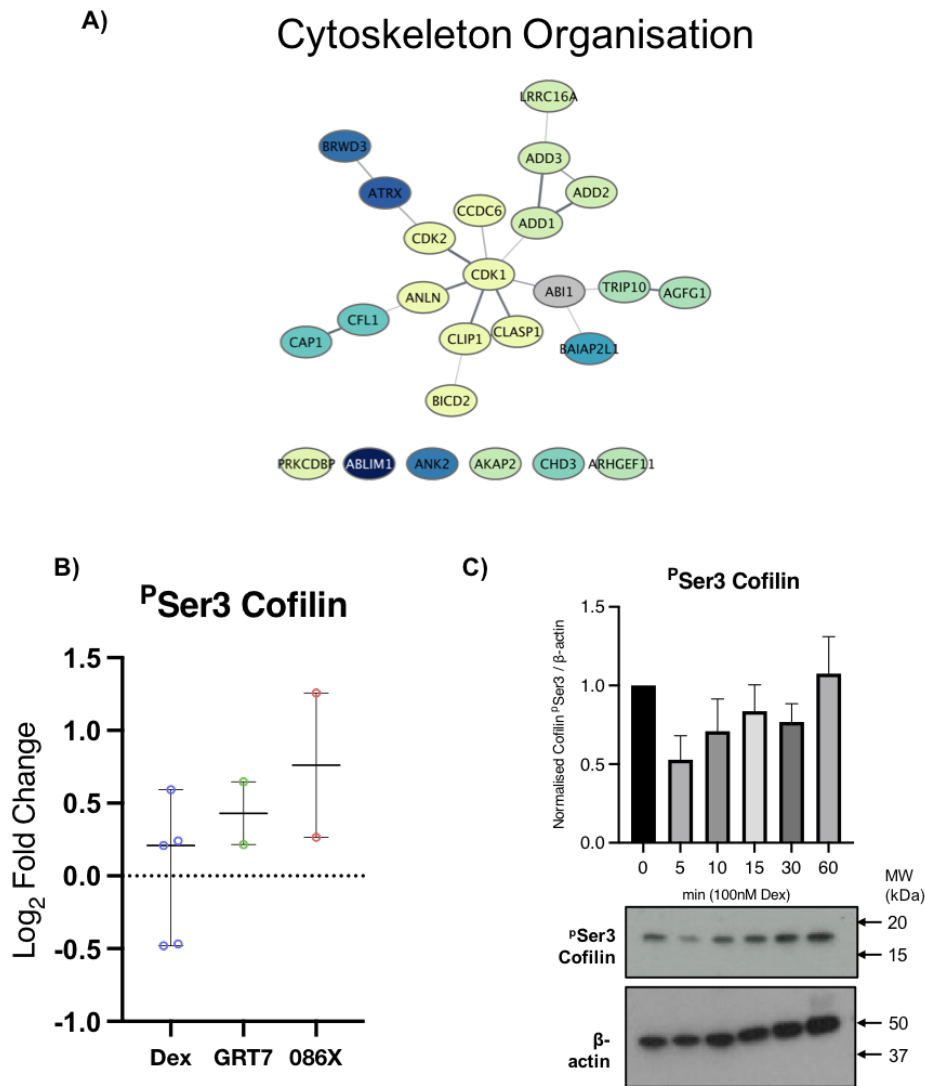 A)
Cytoskeleton Organisation
LRRC16A
BRWD3
ADD3
ATRX
ADD2
CCDC6
ADD1
CDK2
CDK1
TRIP10
ABI1
AGFG1
ANLN
CFL1
CLASP1
CAP1
CLIP1
BAIAP2L1
BICD2
PRKCDBP ABLIM1 ANK2 AKAP2 CHD3 ARHGEF11
B)
PSer3 Cofilin
Log2 Fold Change
1.5
1.0
0.5
0.0
-0.5
-1.0
Dex GRT7 086X
C)
PSer3 Cofilin
Normalised Cofilin PSer3 / β-actin
1.5
1.0
0.5
0.0
0 5 10 15 30 60
min (100nM Dex)
MW
(kDa)
PSer3
Cofilin
20
15
β-
actin
50
37